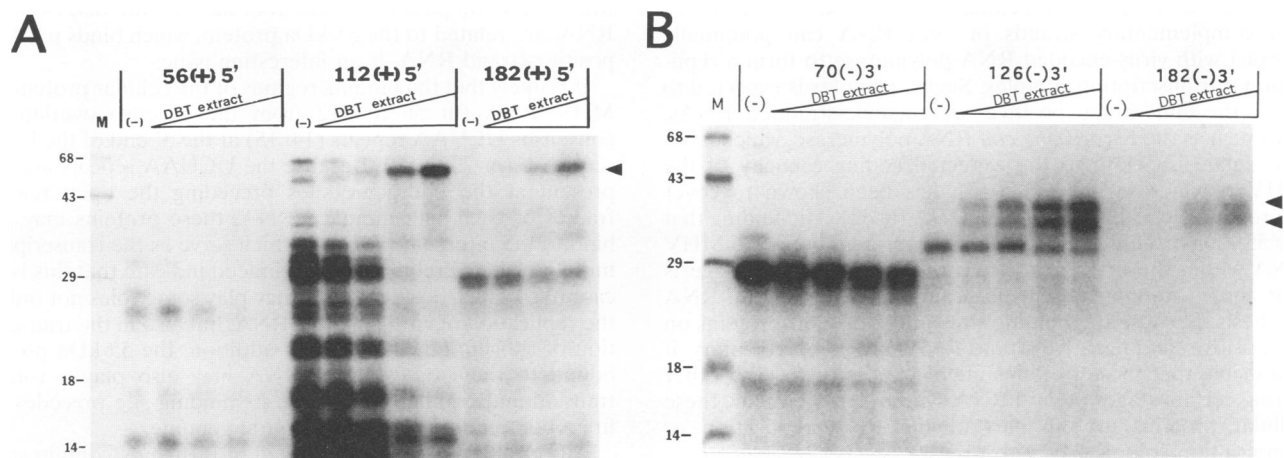 A
56(+) 5' 112(+) 5' 182(+) 5'
M (-) DBT extract (-) DBT extract (-) DBT extract
68-
43-
29-
18-
14-
B
70(-)3' 126(-)3' 182(-)3'
M (-) DBT extract (-) DBT extract (-) DBT extract
68-
43-
29-
18-
14-